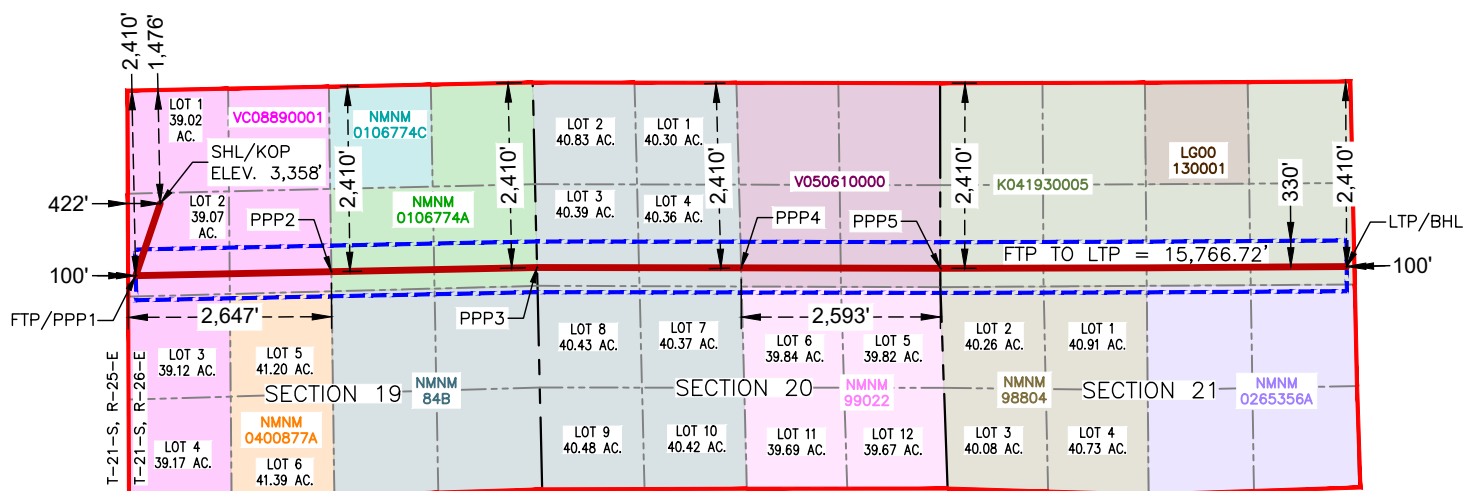 2,410'
1,476'
LOT 1
39.02
AC.
VC08890001
NMNM
0106774C
LOT 2
40.83 AC.
LOT 1
40.30 AC.
SHL/KOP
ELEV. 3,358'
2,410'
2,410'
2,410'
2,410'
330'
2,410'
LG00
130001
V050610000
K041930005
422'
LOT 2
39.07
AC.
NMNM
0106774A
LOT 3
40.39 AC.
LOT 4
40.36 AC.
PPP2
PPP4
PPP5
LTP/BHL
FTP TO LTP = 15,766.72'
100'
100'
FTP/PPP1
2,647'
PPP3
2,593'
LOT 3
39.12 AC.
LOT 5
41.20 AC.
LOT 8
40.43 AC.
LOT 7
40.37 AC.
LOT 6
39.84 AC.
LOT 5
39.82 AC.
LOT 2
40.26 AC.
LOT 1
40.91 AC.
T-21-S, R-25-E
T-21-S, R-26-E
SECTION 19
NMNM
84B
SECTION 20
NMNM
99022
NMNM
98804
SECTION 21
NMNM
0265356A
LOT 4
39.17 AC.
NMNM
0400877A
LOT 6
41.39 AC.
LOT 9
40.48 AC.
LOT 10
40.42 AC.
LOT 11
39.69 AC.
LOT 12
39.67 AC.
LOT 3
40.08 AC.
LOT 4
40.73 AC.